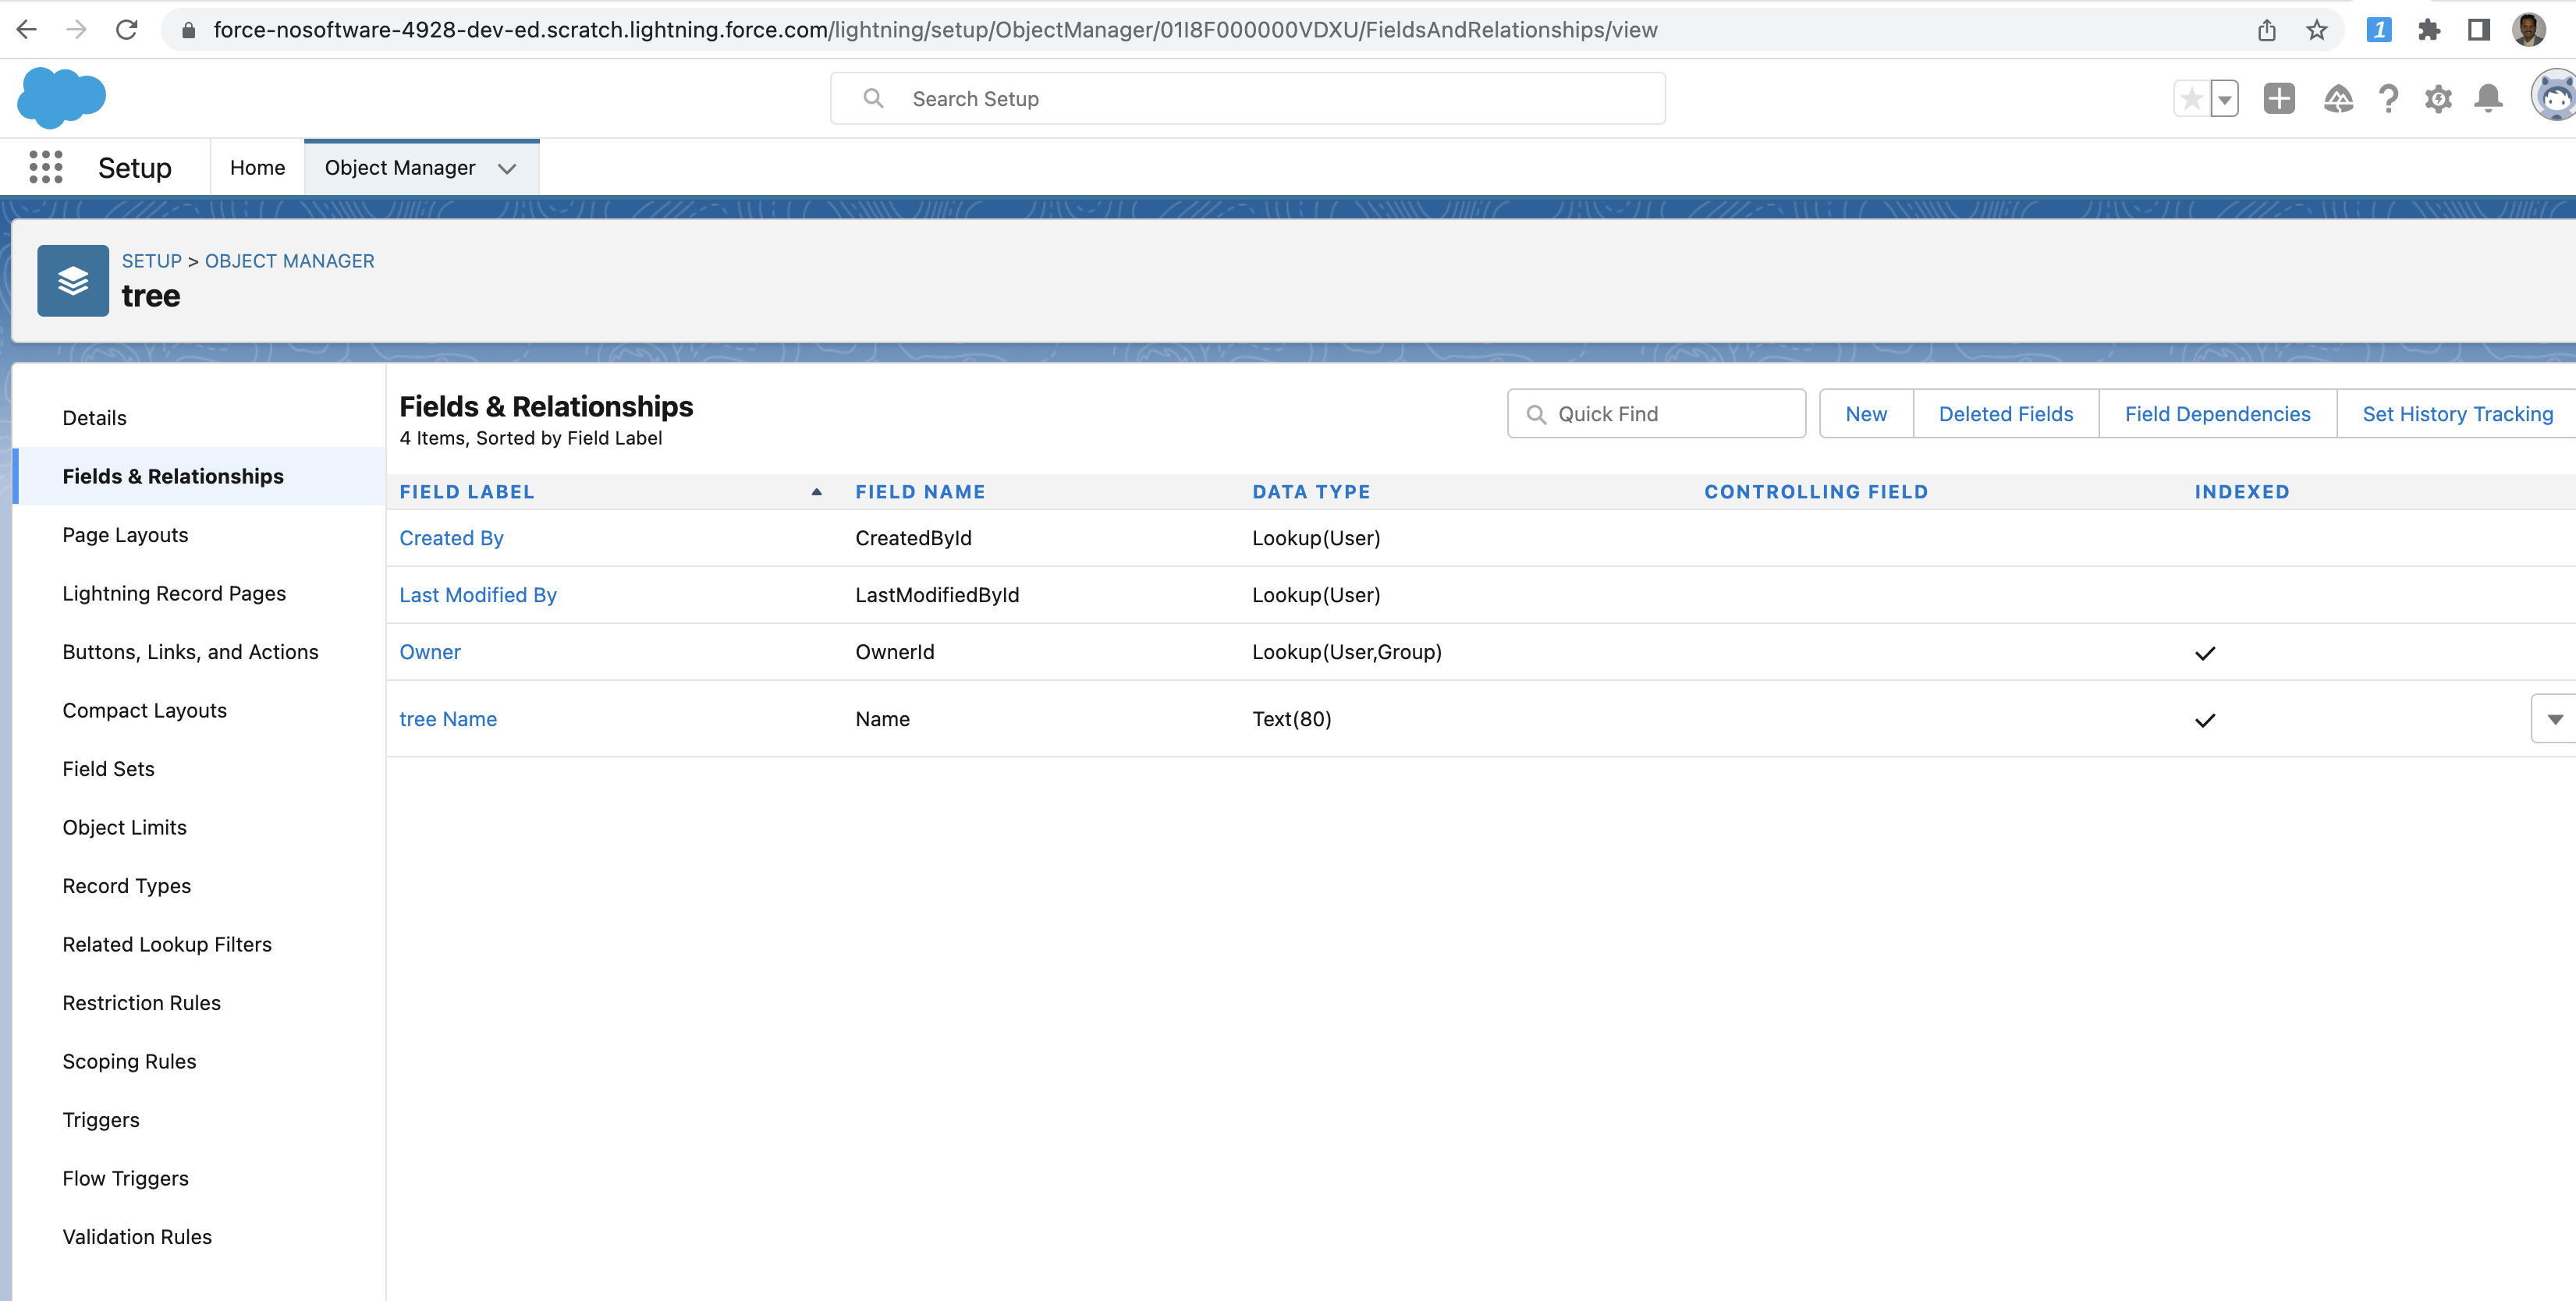 force-nosoftware-4928-dev-ed.scratch.lightning.force.com/lightning/setup/ObjectManager/01I8F000000VDXU/FieldsAndRelationships/view
1
Search Setup
Setup
Home
Object Manager
SETUP > OBJECT MANAGER
tree
Details
Fields & Relationships
Page Layouts
Lightning Record Pages
Buttons, Links, and Actions
Compact Layouts
Field Sets
Object Limits
Record Types
Related Lookup Filters
Restriction Rules
Scoping Rules
Triggers
Flow Triggers
Validation Rules
Fields & Relationships
4 Items, Sorted by Field Label
Quick Find
New
Deleted Fields
Field Dependencies
Set History Tracking
FIELD LABEL FIELD NAME DATA TYPE CONTROLLING FIELD INDEXED
Created By CreatedById Lookup(User)
Last Modified By LastModifiedById Lookup(User)
Owner OwnerId Lookup(User,Group)
tree Name Name Text(80)